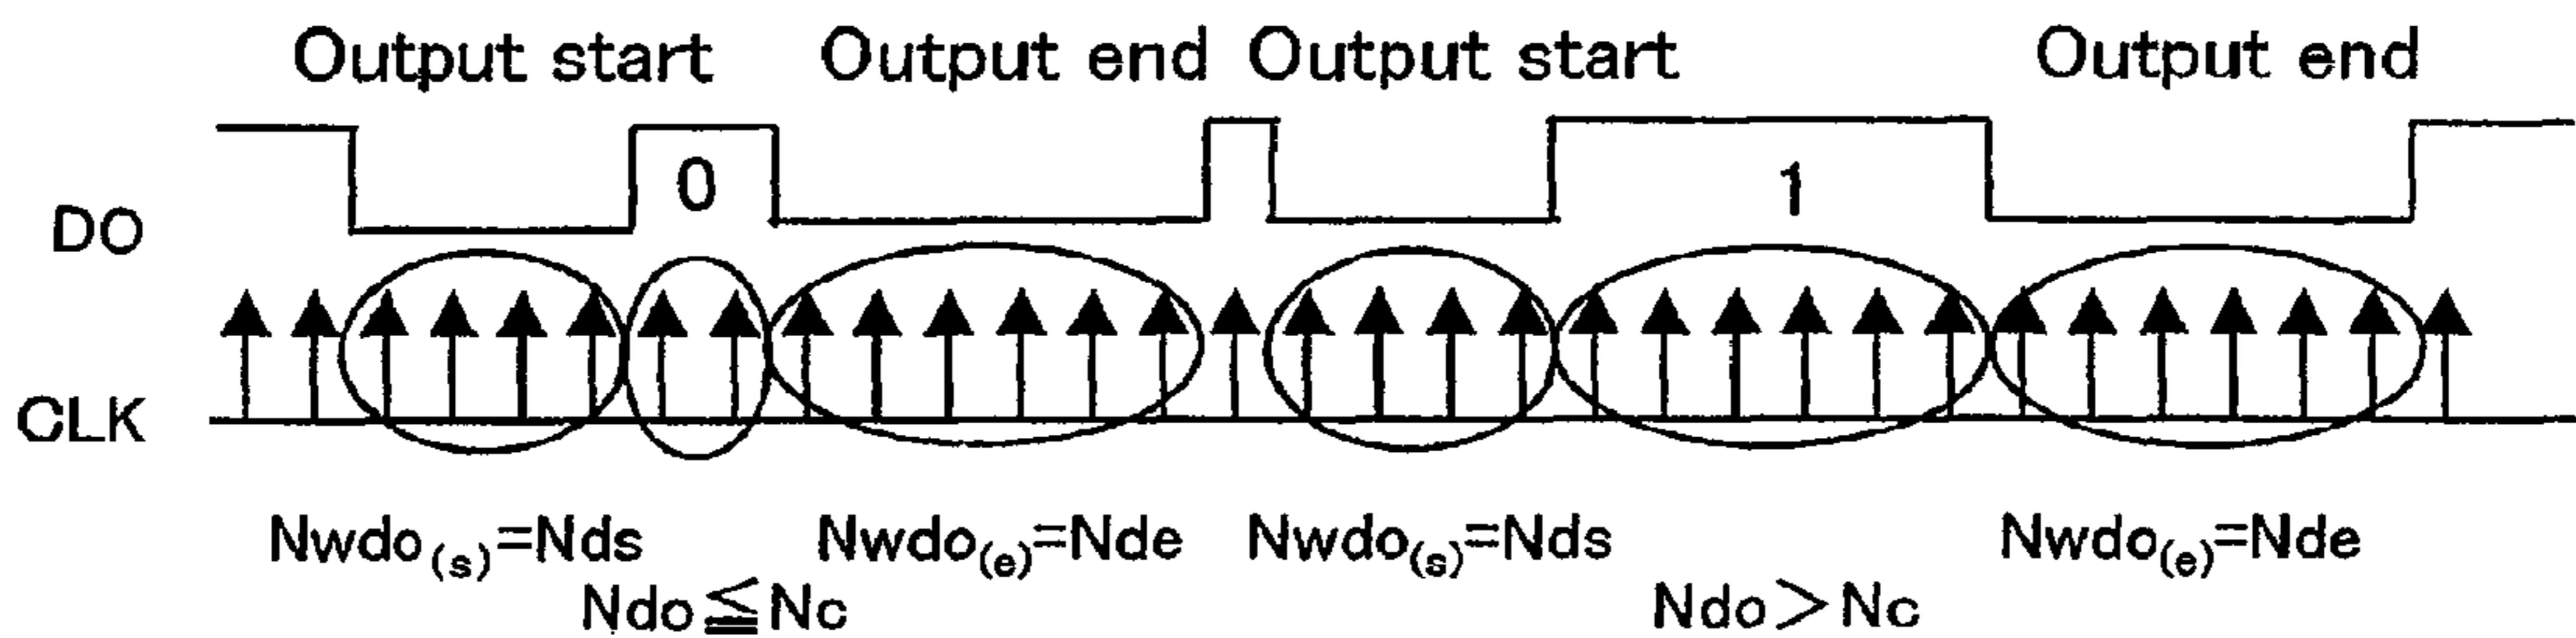 Output start Output end Output start Output end
0 1
DO
CLK
Nwdo(s)=Nds Nwdo(e)=Nde Nwdo(s)=Nds Nwdo(e)=Nde
Ndo≦Nc Ndo>Nc